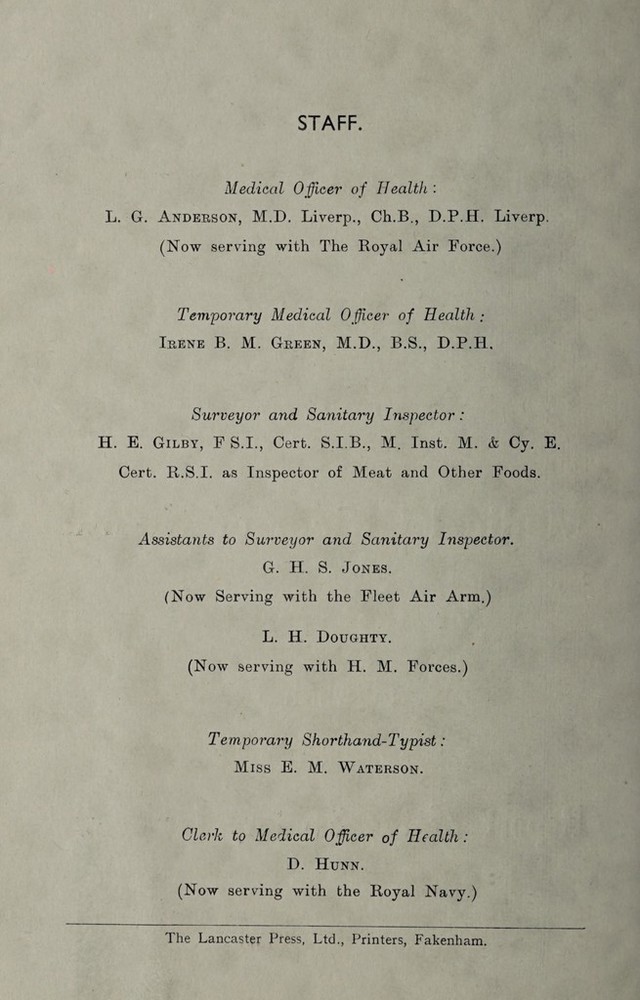 STAFF.
Medical Officer of Health :
L. G. Anderson, M.D. Liverp., Ch.B., D.P.H. Liverp.
(Now serving with The Royal Air Force.)
Temporary Medical Officer of Health :
Irene B. M. Green, M.D., B.S., D.P.H.
Surveyor and Sanitary Inspector :
H. E. Gilby, F S.I., Cert. S.I.B., M. Inst. M. & Cy. E.
Cert. R.S.I. as Inspector of Meat and Other Foods.
Assistants to Surveyor and Sanitary Inspector.
G. H. S. Jones.
(Now Serving with the Fleet Air Arm.)
L. H. Doughty.
(Now serving with H. M. Forces.)
Temporary Shorthand-Typist :
Miss E. M. Waterson.
Clerk to Medical Officer of Health :
D. Hunn.
(Now serving with the Royal Navy.)
The Lancaster Press, Ltd., Printers, Fakenham.